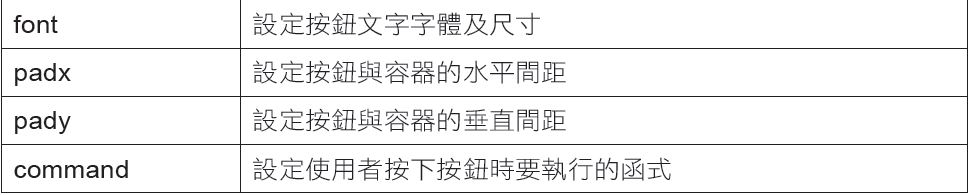 font 設定按鈕文字字體及尺寸
padx 設定按鈕與容器的水平間距
pady 設定按鈕與容器的垂直間距
command 設定使用者按下按鈕時要執行的函式